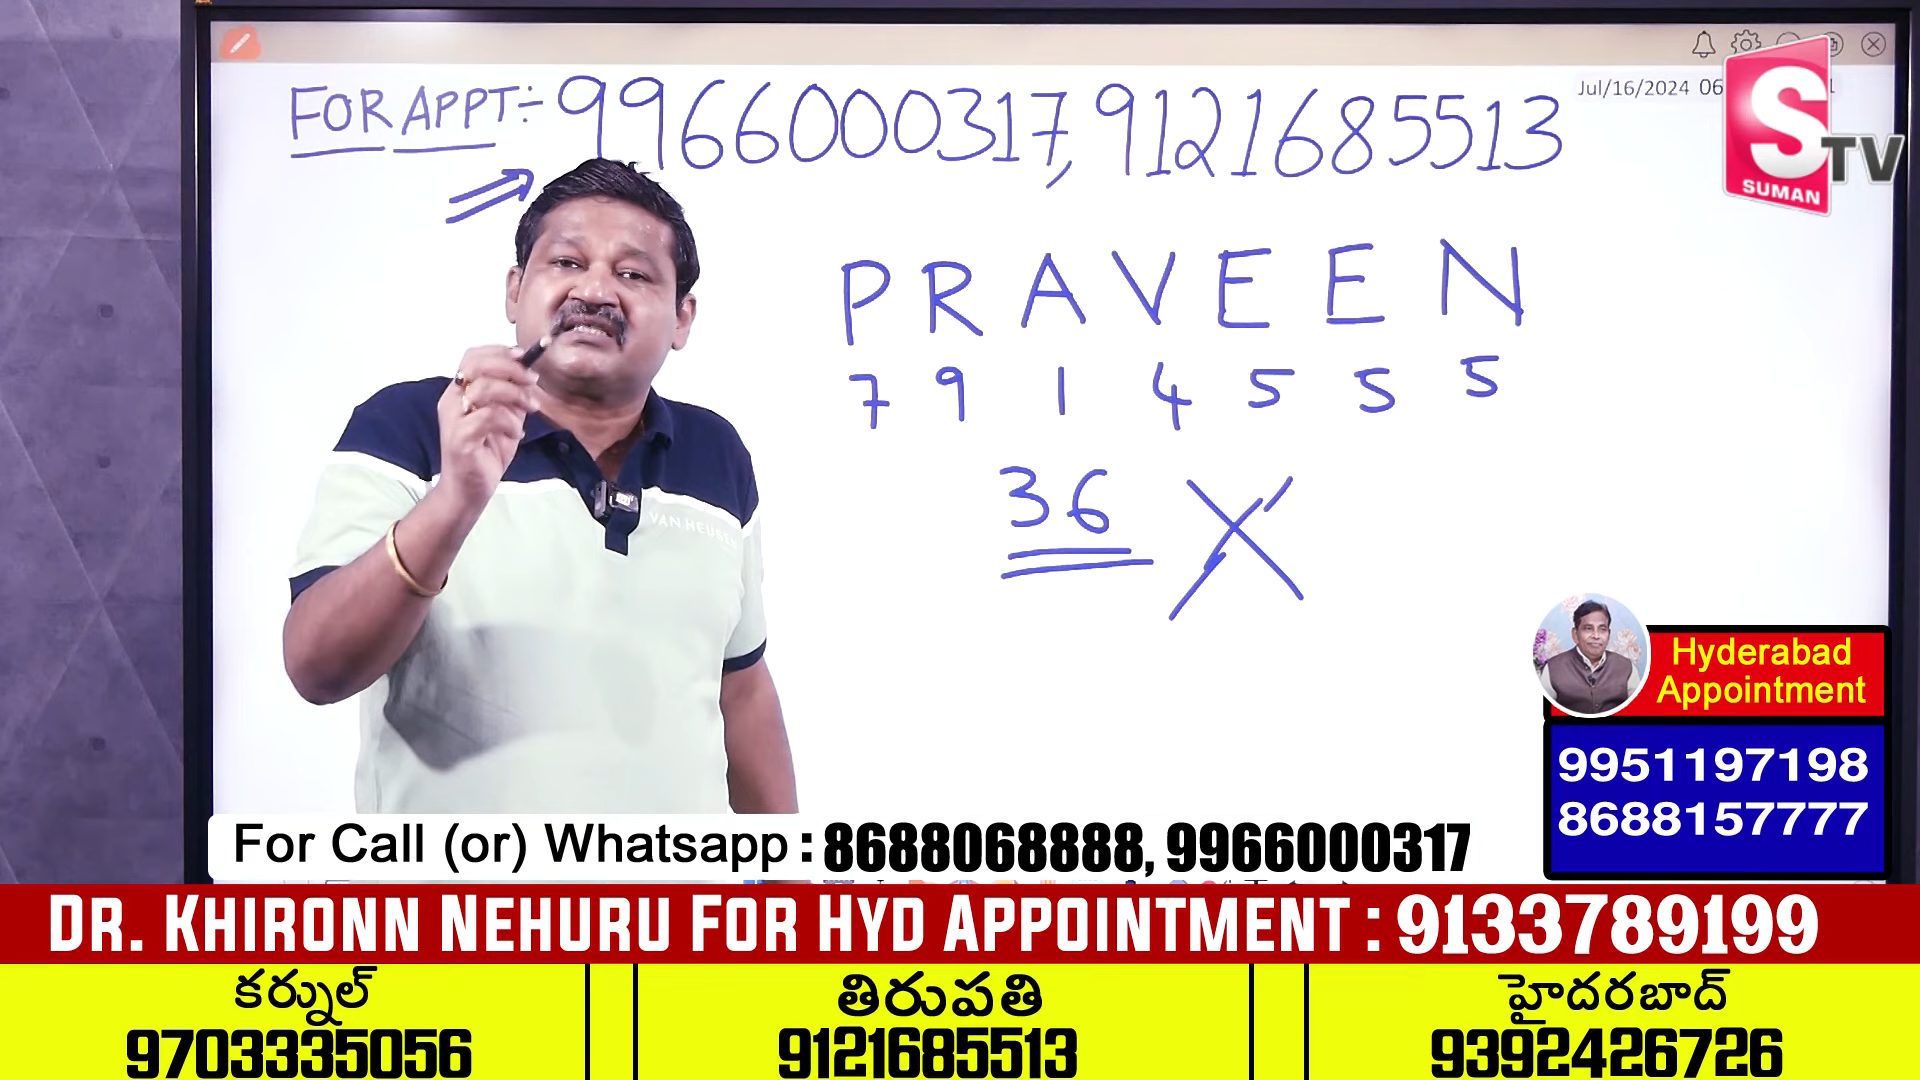 FOR APPT:- 9966000317, 9121685513
Jul/16/2024 06
S TV
SUMAN
P R A V E E N
7 9 1 4 5 5 5
36 X
VAN HEUSEN
Hyderabad
Appointment
9951197198
8688157777
For Call (or) Whatsapp : 8688068888, 9966000317
DR. KHIRONN NEHURU FOR HYD APPOINTMENT : 9133789199
కర్నుల్ తిరుపతి హైదరబాద్
9703335056 9121685513 9392426726